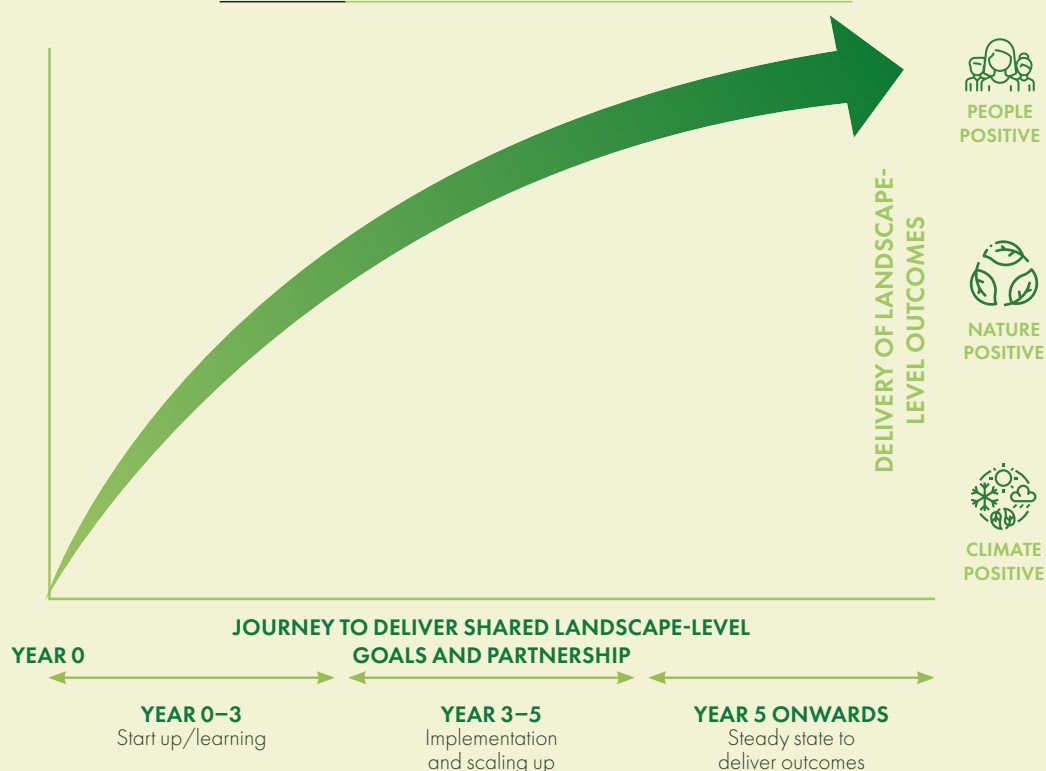 PEOPLE
POSITIVE
DELIVERY OF LANDSCAPE-
LEVEL OUTCOMES
NATURE
POSITIVE
CLIMATE
POSITIVE
JOURNEY TO DELIVER SHARED LANDSCAPE-LEVEL
GOALS AND PARTNERSHIP
YEAR 0
YEAR 0–3
Start up/learning
YEAR 3–5
Implementation
and scaling up
YEAR 5 ONWARDS
Steady state to
deliver outcomes